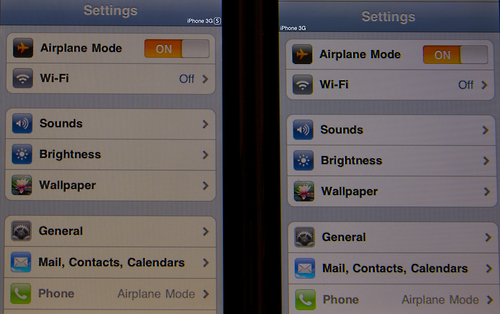 Settings
iPhone 3G S
Airplane Mode ON
Wi-Fi Off
Sounds
Brightness
Wallpaper
General
Mail, Contacts, Calendars
Phone Airplane Mode
Settings
iPhone 3G
Airplane Mode ON
Wi-Fi Off
Sounds
Brightness
Wallpaper
General
Mail, Contacts, Calendars
Phone Airplane Mode